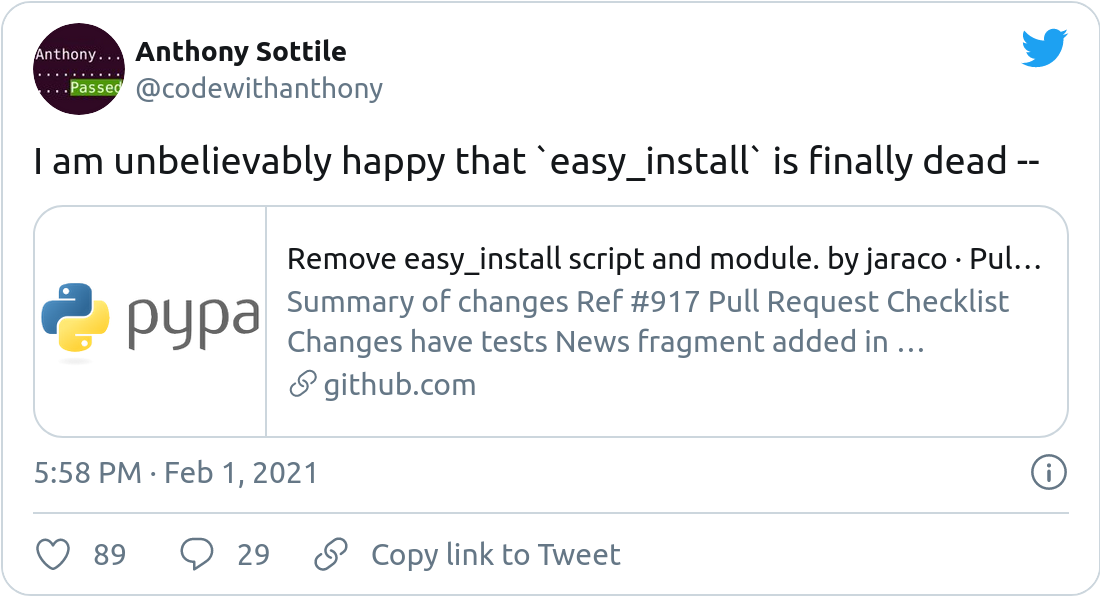 Anthony...
..........
....Passed
Anthony Sottile
@codewithanthony
I am unbelievably happy that `easy_install` is finally dead --
pypa
Remove easy_install script and module. by jaraco · Pul…
Summary of changes Ref #917 Pull Request Checklist
Changes have tests News fragment added in …
github.com
5:58 PM · Feb 1, 2021
89
29
Copy link to Tweet